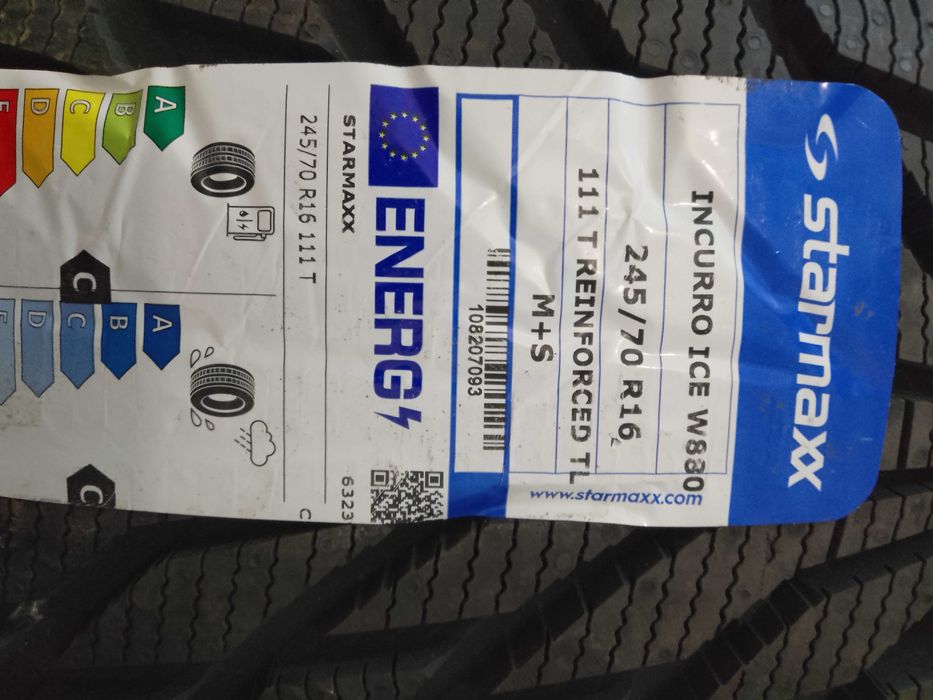 starmaxx
INCURRO ICE W880
245/70 R16
111 T REINFORCED TL
M+S
108207093
www.starmaxx.com
ENERG
STARMAXX
6323
245/70 R16 111 T
C
A
B
C
D
E
C
A
B
C
D
E
C